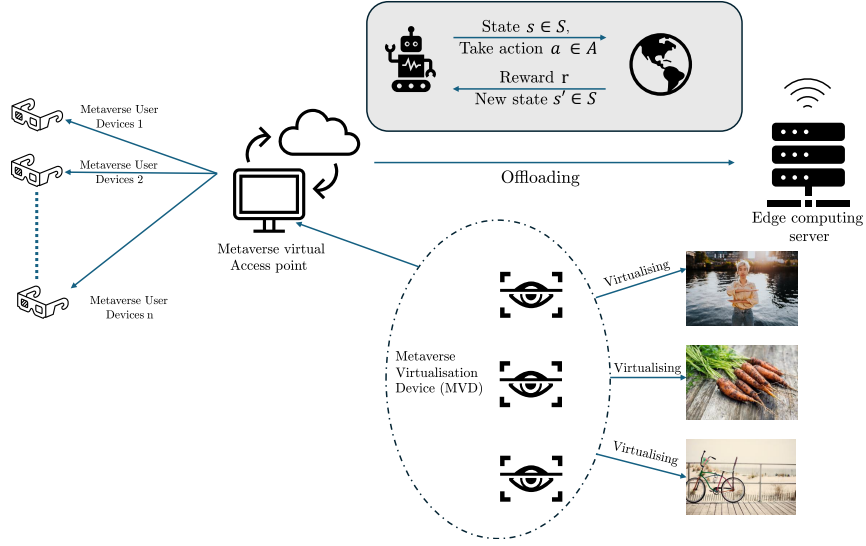 State s ∈ S,
Take action a ∈ A
Reward r
New state s′ ∈ S
Metaverse User
Devices 1
Metaverse User
Devices 2
Metaverse User
Devices n
Metaverse virtual
Access point
Offloading
Edge computing
server
Metaverse
Virtualisation
Device (MVD)
Virtualising
Virtualising
Virtualising